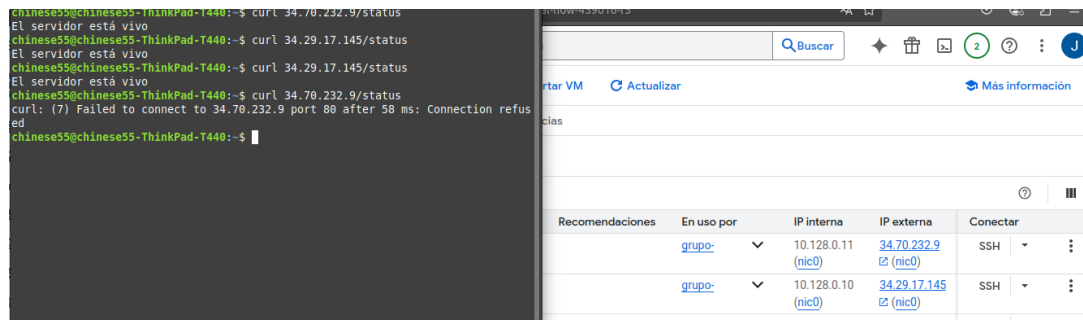 chinese55@chinese55-ThinkPad-T440:~$ curl 34.70.232.9/status
El servidor está vivo
chinese55@chinese55-ThinkPad-T440:~$ curl 34.29.17.145/status
El servidor está vivo
chinese55@chinese55-ThinkPad-T440:~$ curl 34.29.17.145/status
El servidor está vivo
chinese55@chinese55-ThinkPad-T440:~$ curl 34.70.232.9/status
curl: (7) Failed to connect to 34.70.232.9 port 80 after 58 ms: Connection refus
ed
chinese55@chinese55-ThinkPad-T440:~$
Buscar
2
J
rtar VM
Actualizar
Más información
cias
Recomendaciones En uso por IP interna IP externa Conectar
grupo- 10.128.0.11 34.70.232.9 SSH
(nic0) (nic0)
grupo- 10.128.0.10 34.29.17.145 SSH
(nic0) (nic0)